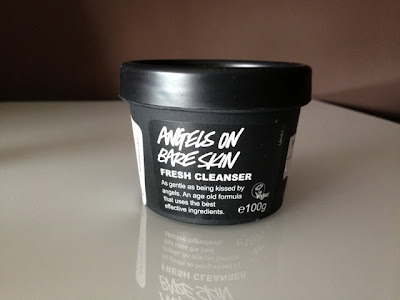 ANGELS ON
BARE SKIN
FRESH CLEANSER
As gentle as being kissed by
angels. An age old formula
that uses the best
effective ingredients.
Vegan
℮100g